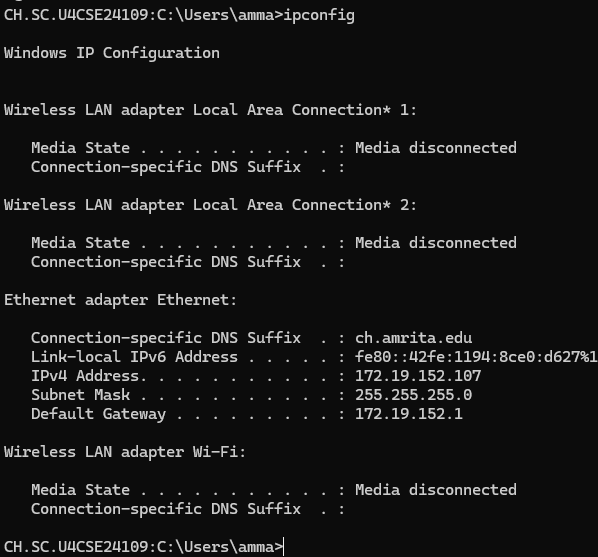 CH.SC.U4CSE24109:C:\Users\amma>ipconfig
Windows IP Configuration
Wireless LAN adapter Local Area Connection* 1:
Media State . . . . . . . . . . . : Media disconnected
Connection-specific DNS Suffix  . :
Wireless LAN adapter Local Area Connection* 2:
Media State . . . . . . . . . . . : Media disconnected
Connection-specific DNS Suffix  . :
Ethernet adapter Ethernet:
Connection-specific DNS Suffix  . : ch.amrita.edu
Link-local IPv6 Address . . . . . : fe80::42fe:1194:8ce0:d627%1
IPv4 Address. . . . . . . . . . . : 172.19.152.107
Subnet Mask . . . . . . . . . . . : 255.255.255.0
Default Gateway . . . . . . . . . : 172.19.152.1
Wireless LAN adapter Wi-Fi:
Media State . . . . . . . . . . . : Media disconnected
Connection-specific DNS Suffix  . :
CH.SC.U4CSE24109:C:\Users\amma>